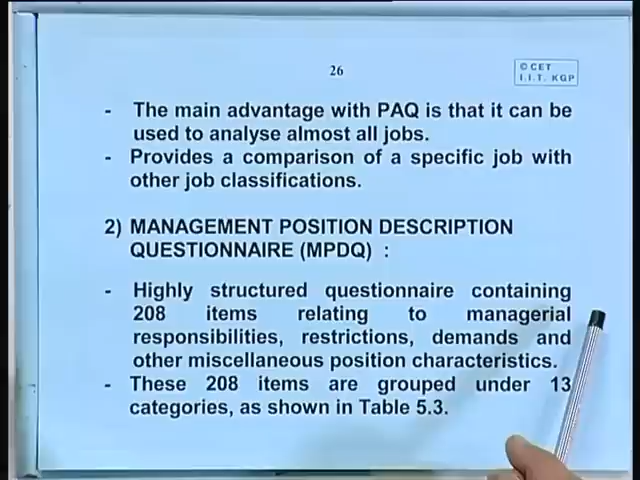 26
© CET
I.I.T. KGP
- The main advantage with PAQ is that it can be
used to analyse almost all jobs.
- Provides a comparison of a specific job with
other job classifications.
2) MANAGEMENT POSITION DESCRIPTION
QUESTIONNAIRE (MPDQ) :
- Highly structured questionnaire containing
208 items relating to managerial
responsibilities, restrictions, demands and
other miscellaneous position characteristics.
- These 208 items are grouped under 13
categories, as shown in Table 5.3.